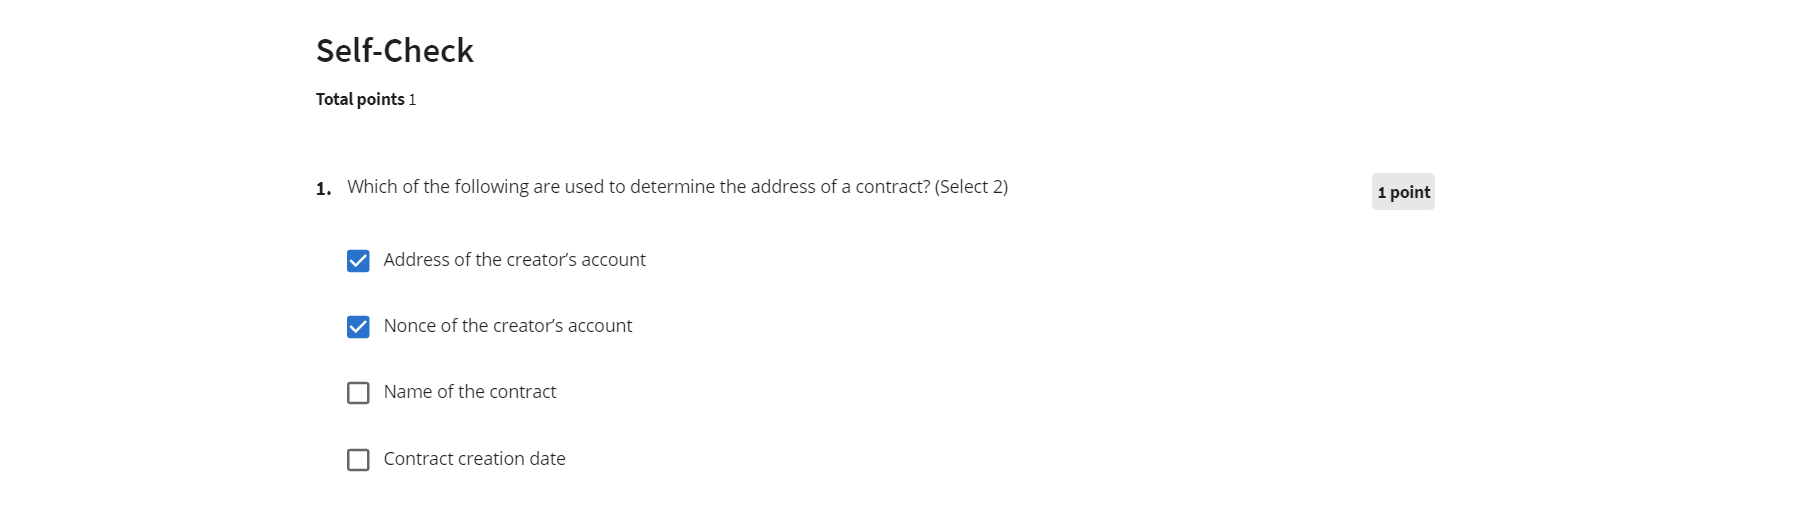 Self-Check
Total points 1
1. Which of the following are used to determine the address of a contract? (Select 2)
1 point
Address of the creator’s account
Nonce of the creator’s account
Name of the contract
Contract creation date